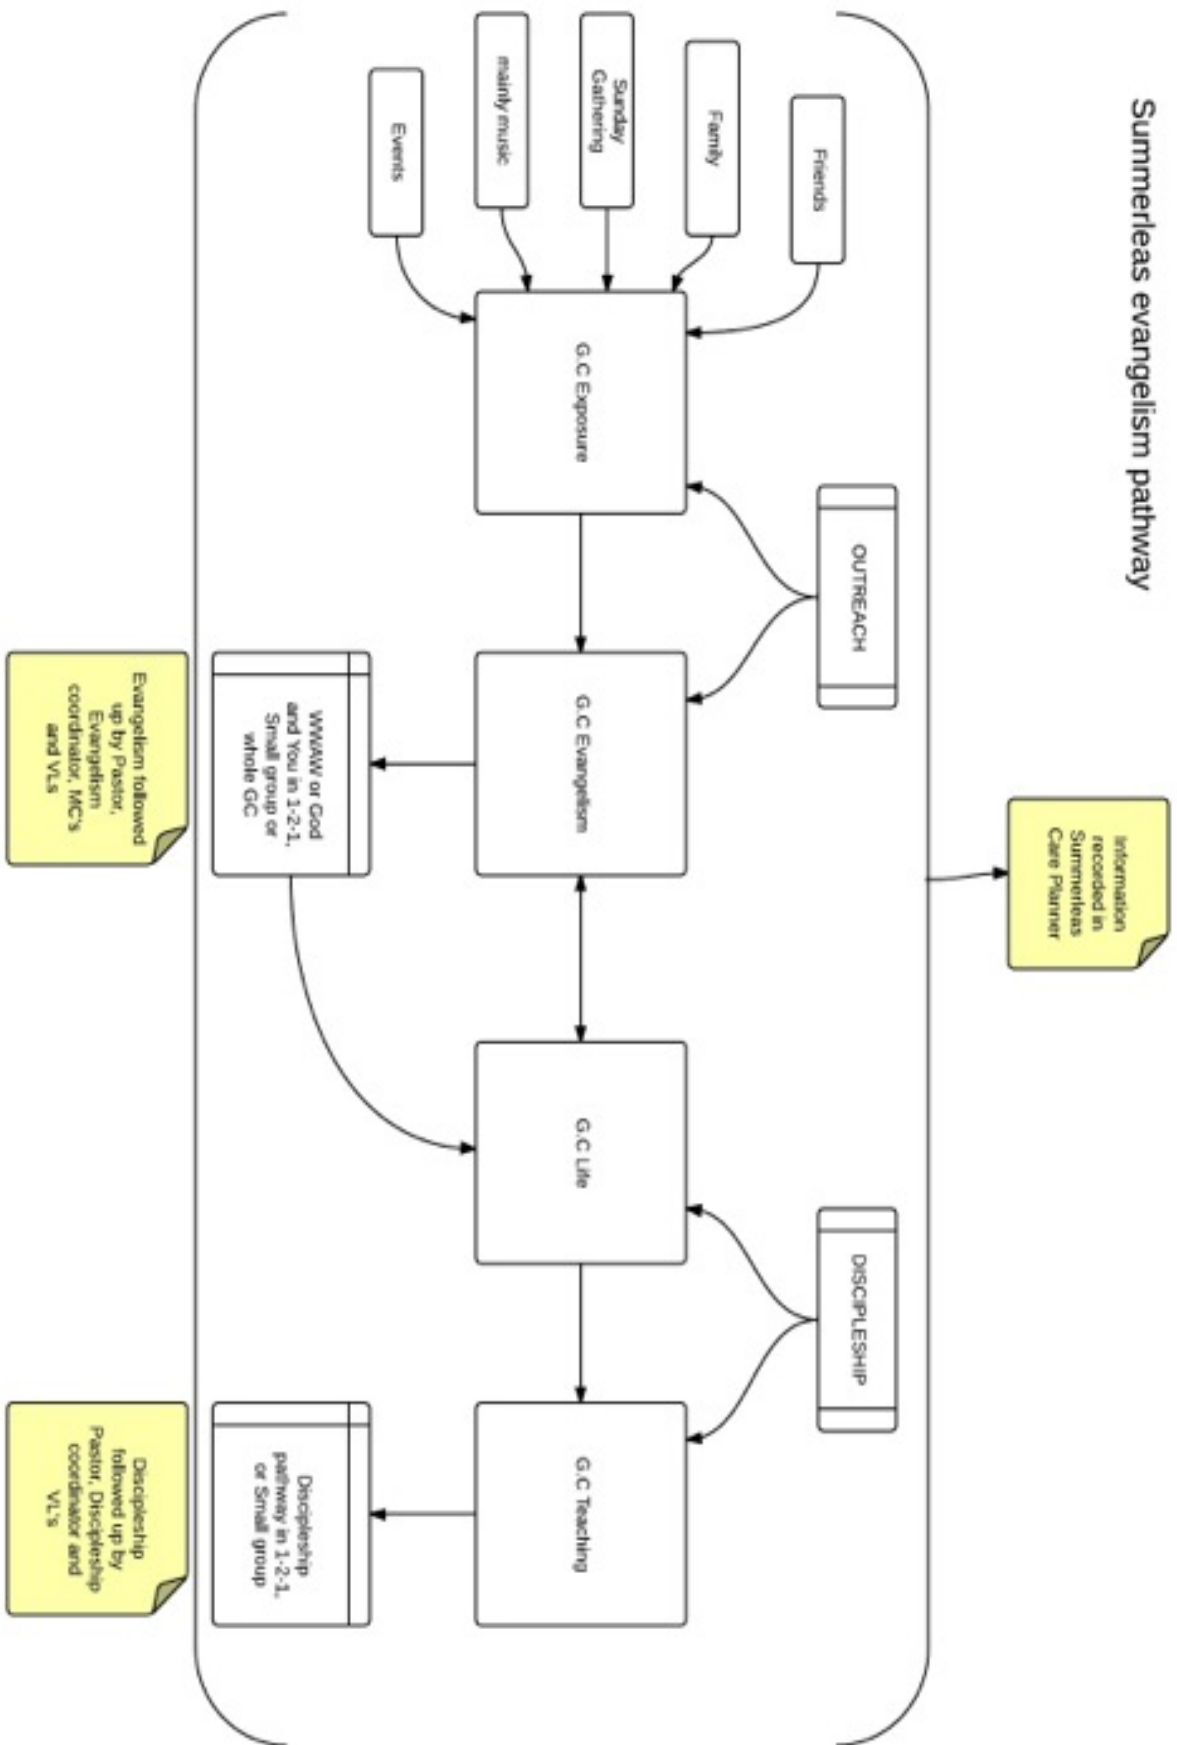 Summerleas evangelism pathway
Information
recorded in
Summerleas
Care Planner
OUTREACH
DISCIPLESHIP
Friends
Family
Sunday
Gathering
mainly music
Events
G.C Exposure
G.C Evangelism
G.C Life
G.C Teaching
WWAW or God
and You in 1-2-1,
Small group or
whole GC
Discipleship
pathway in 1-2-1,
or Small group
Evangelism followed
up by Pastor,
Evangelism
coordinator, MC's
and VLs
Discipleship
followed up by
Pastor, Discipleship
coordinator and
VL's